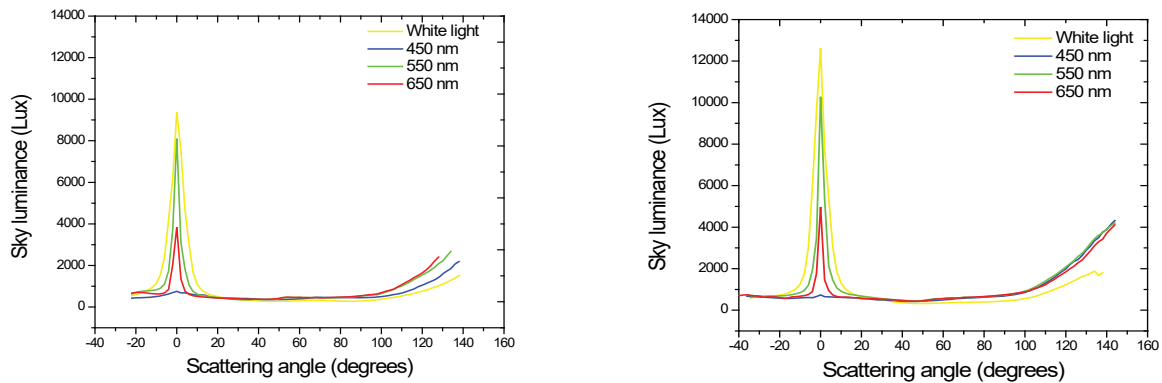 14000
12000
10000
8000
6000
4000
2000
0
Sky luminance (Lux)
White light
450 nm
550 nm
650 nm
-40 -20 0 20 40 60 80 100 120 140 160
Scattering angle (degrees)
14000
12000
10000
8000
6000
4000
2000
0
Sky luminance (Lux)
White light
450 nm
550 nm
650 nm
-40 -20 0 20 40 60 80 100 120 140 160
Scattering angle (degrees)